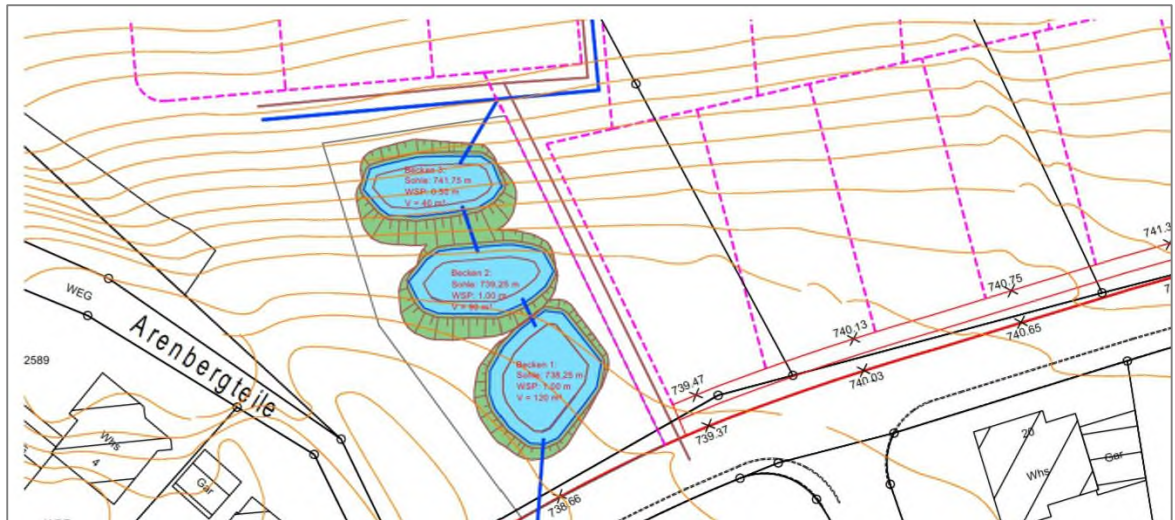 Becken 3:
Sohle: 741,75 m
WSP: 0.50 m
V = 40 m³
Becken 2:
Sohle: 739,25 m
WSP: 1.00 m
V = 90 m³
Becken 1:
Sohle: 738,25 m
WSP: 1.00 m
V = 120 m³
WEG
Arenbergteile
2589
Whs
4
Gar
741.3
740.75
740.65
740.13
740.03
739.47
739.37
738.66
20
Whs
Gar